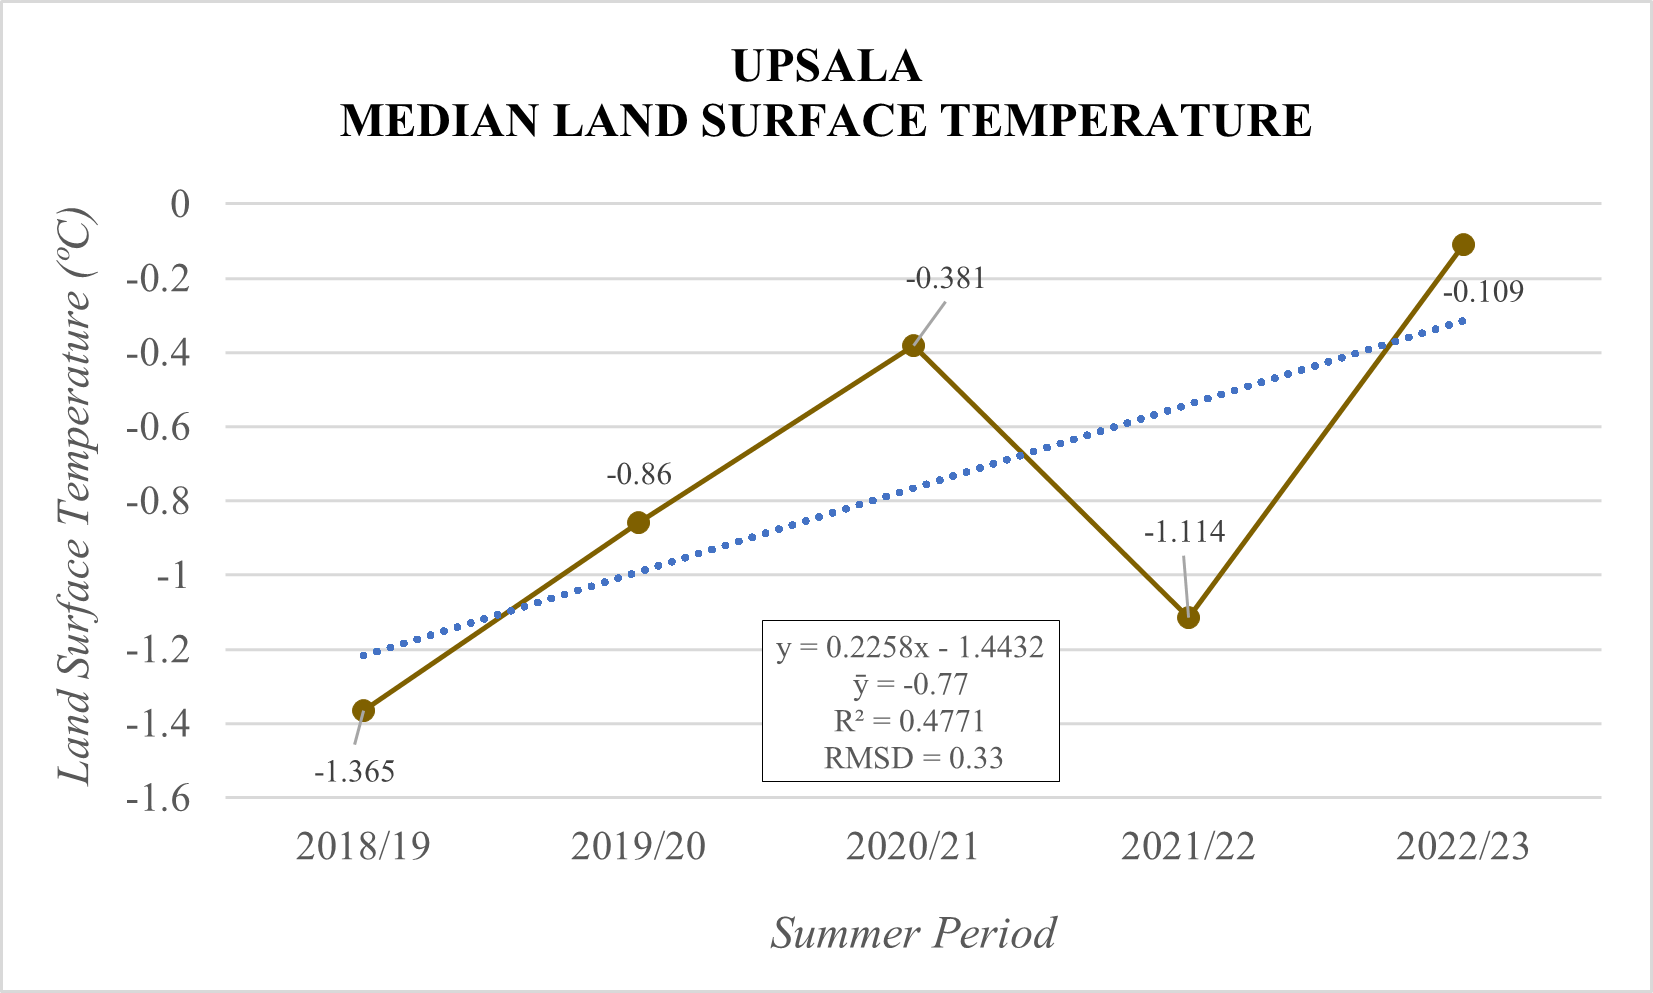 UPSALA
MEDIAN LAND SURFACE TEMPERATURE
Land Surface Temperature (ºC)
0
-0.2
-0.4
-0.6
-0.8
-1
-1.2
-1.4
-1.6
-1.365
-0.86
-0.381
-1.114
-0.109
y = 0.2258x - 1.4432
ȳ = -0.77
R² = 0.4771
RMSD = 0.33
2018/19
2019/20
2020/21
2021/22
2022/23
Summer Period